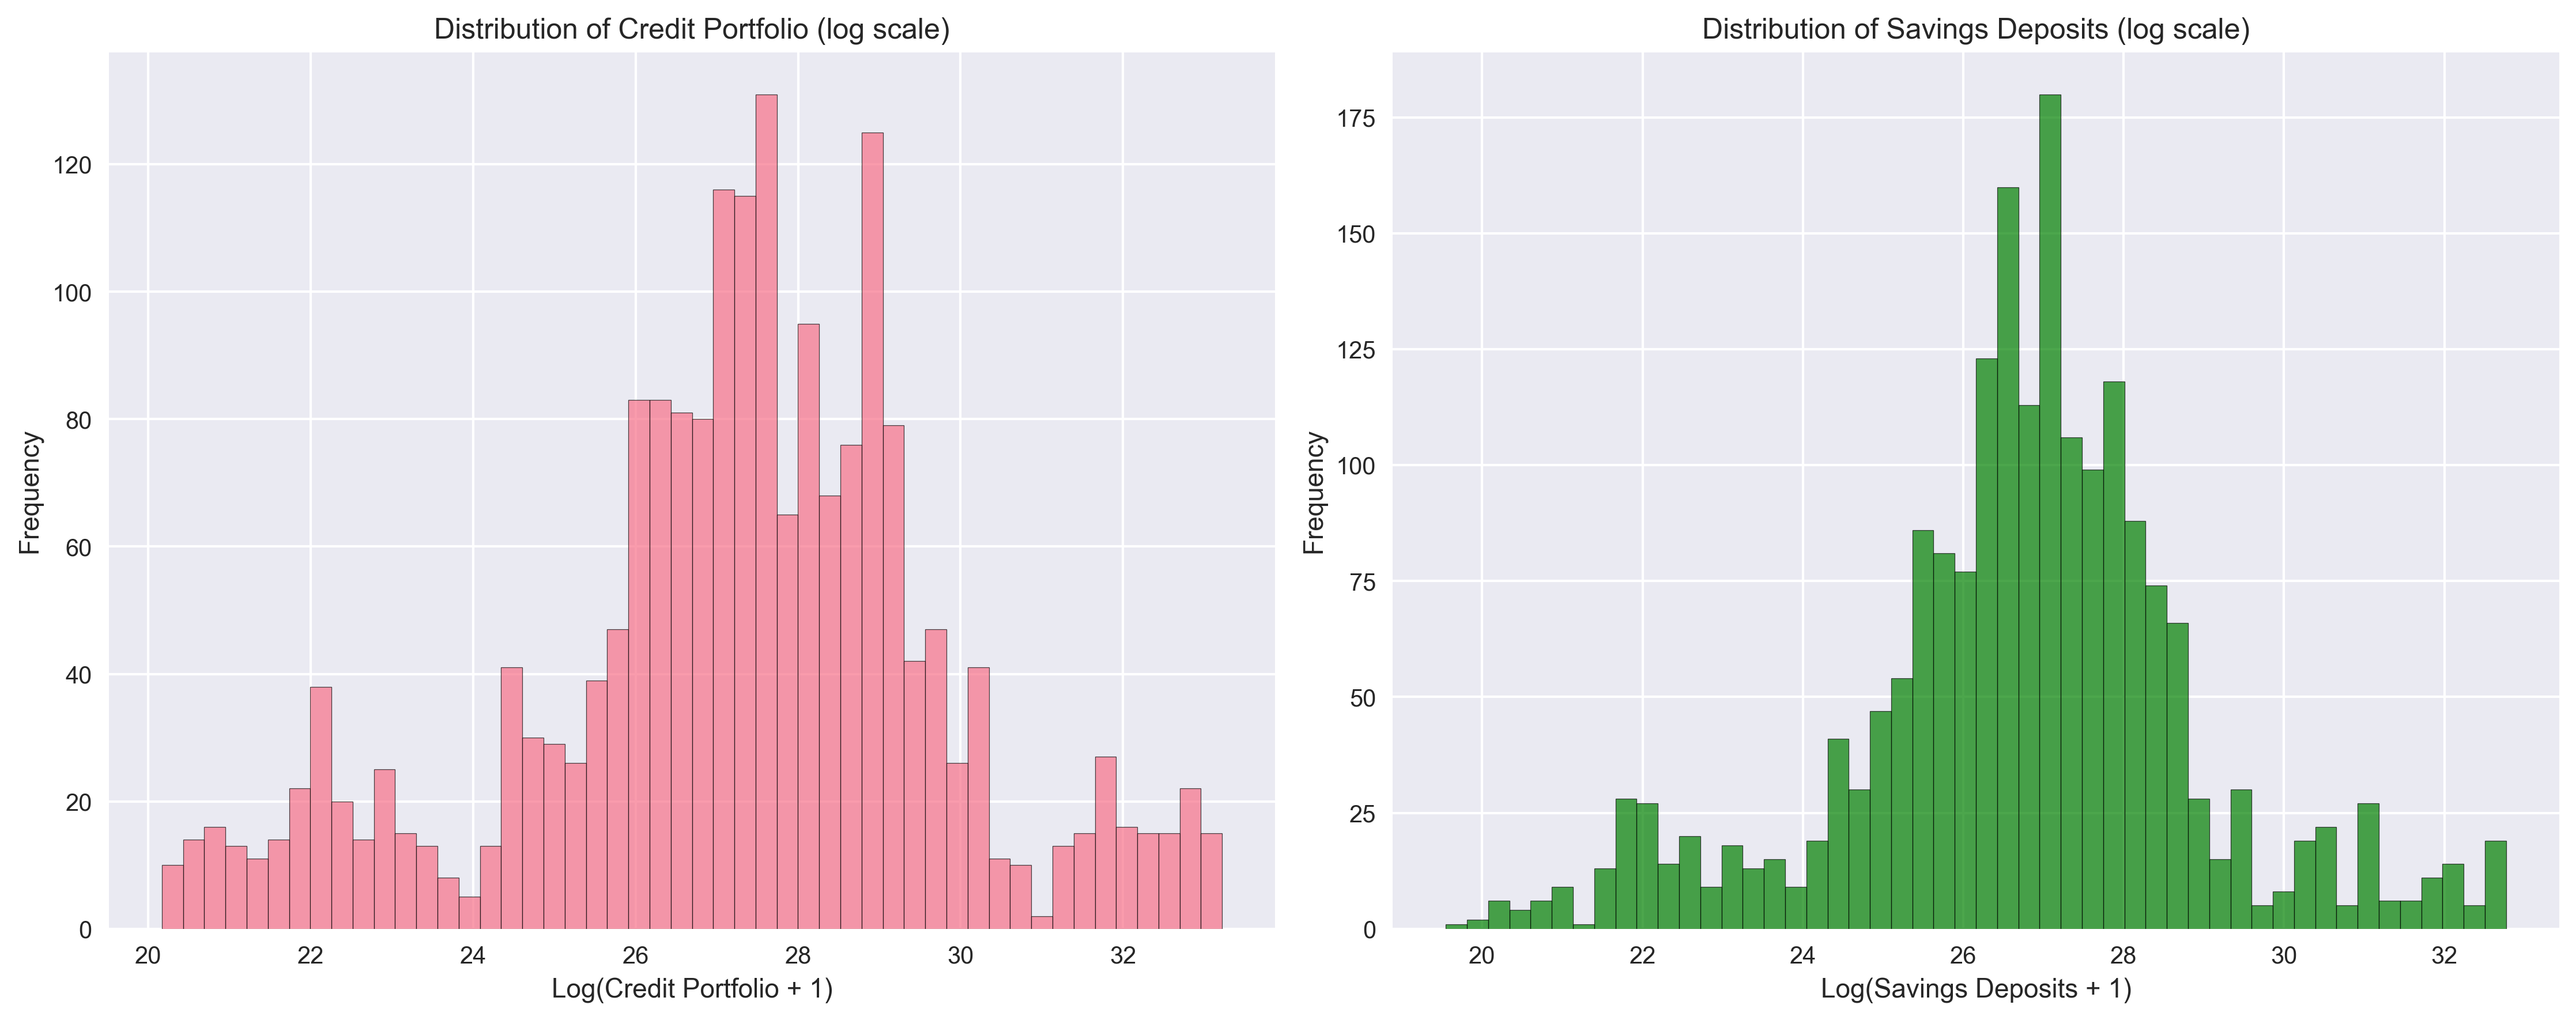 Distribution of Credit Portfolio (log scale)
Frequency
120
100
80
60
40
20
0
20 22 24 26 28 30 32
Log(Credit Portfolio + 1)
Distribution of Savings Deposits (log scale)
Frequency
175
150
125
100
75
50
25
0
20 22 24 26 28 30 32
Log(Savings Deposits + 1)